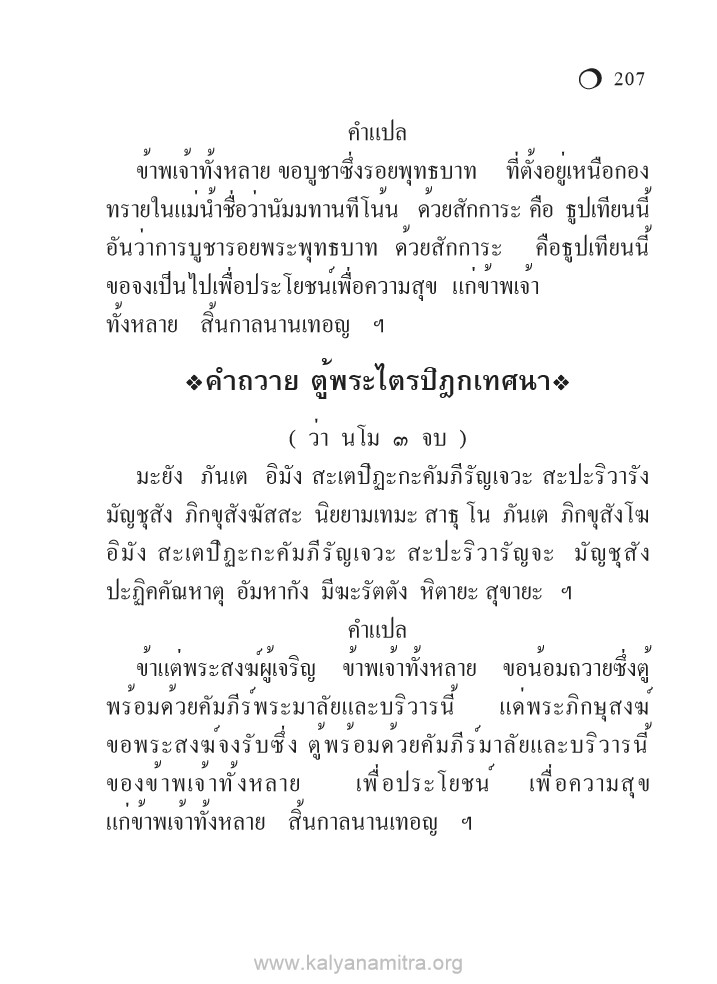 207
คำแปล
ข้าพเจ้าทั้งหลาย ขอบูชาซึ่งรอยพุทธบาท ที่ตั้งอยู่เหนือกอง
ทรายในแม่น้ำชื่อว่านัมมทานทีโน้น ด้วยสักการะ คือ ธูปเทียนนี้
อันว่าการบูชารอยพระพุทธบาท ด้วยสักการะ คือธูปเทียนนี้
ขอจงเป็นไปเพื่อประโยชน์เพื่อความสุข แก่ข้าพเจ้า
ทั้งหลาย สิ้นกาลนานเทอญ ฯ
❖คำถวาย ตู้พระไตรปิฎกเทศนา❖
( ว่า นโม ๓ จบ )
มะยัง ภันเต อิมัง สะเตปิฏะกะคัมภีรัญเจวะ สะปะริวารัง
มัญชุสัง ภิกขุสังฆัสสะ นิยยามเทมะ สาธุ โน ภันเต ภิกขุสังโฆ
อิมัง สะเตปิฏะกะคัมภีรัญเจวะ สะปะริวารัญจะ มัญชุสัง
ปะฏิคคัณหาตุ อัมหากัง มีฆะรัตตัง หิตายะ สุขายะ ฯ
คำแปล
ข้าแต่พระสงฆ์ผู้เจริญ ข้าพเจ้าทั้งหลาย ขอน้อมถวายซึ่งตู้
พร้อมด้วยคัมภีร์พระมาลัยและบริวารนี้ แด่พระภิกษุสงฆ์
ขอพระสงฆ์จงรับซึ่ง ตู้พร้อมด้วยคัมภีร์มาลัยและบริวารนี้
ของข้าพเจ้าทั้งหลาย เพื่อประโยชน์ เพื่อความสุข
แก่ข้าพเจ้าทั้งหลาย สิ้นกาลนานเทอญ ฯ
www.kalyanamitra.org